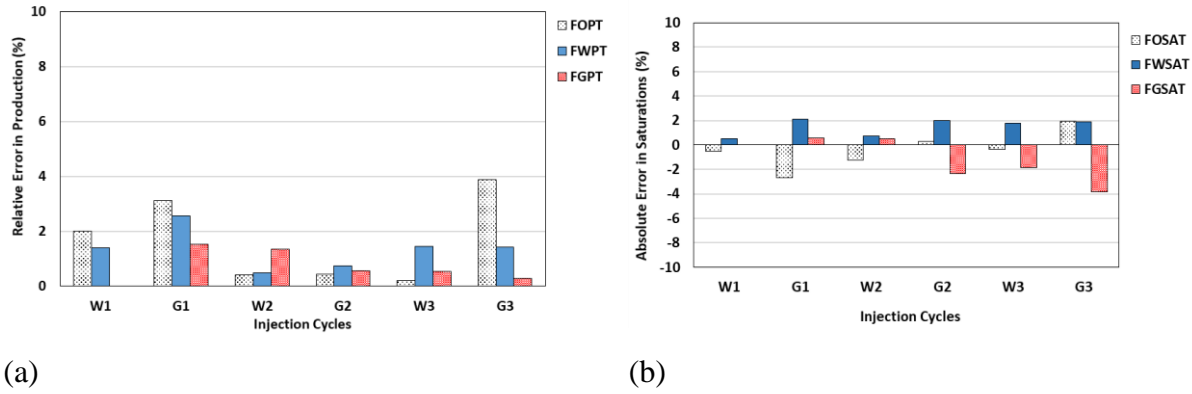 Relative Error in Production (%)
10
8
6
4
2
0
W1 G1 W2 G2 W3 G3
Injection Cycles
FOPT
FWPT
FGPT
(a)
Absolute Error in Saturations (%)
10
8
6
4
2
0
-2
-4
-6
-8
-10
W1 G1 W2 G2 W3 G3
Injection Cycles
FOSAT
FWSAT
FGSAT
(b)